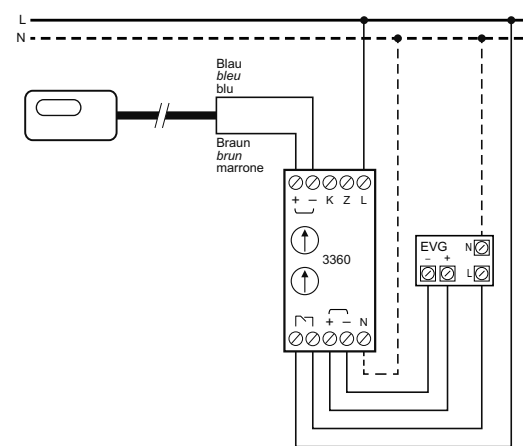 L
N
Blau
bleu
blu
Braun
brun
marrone
+ – K Z L
3360
+ – N
EVG N
– +
L